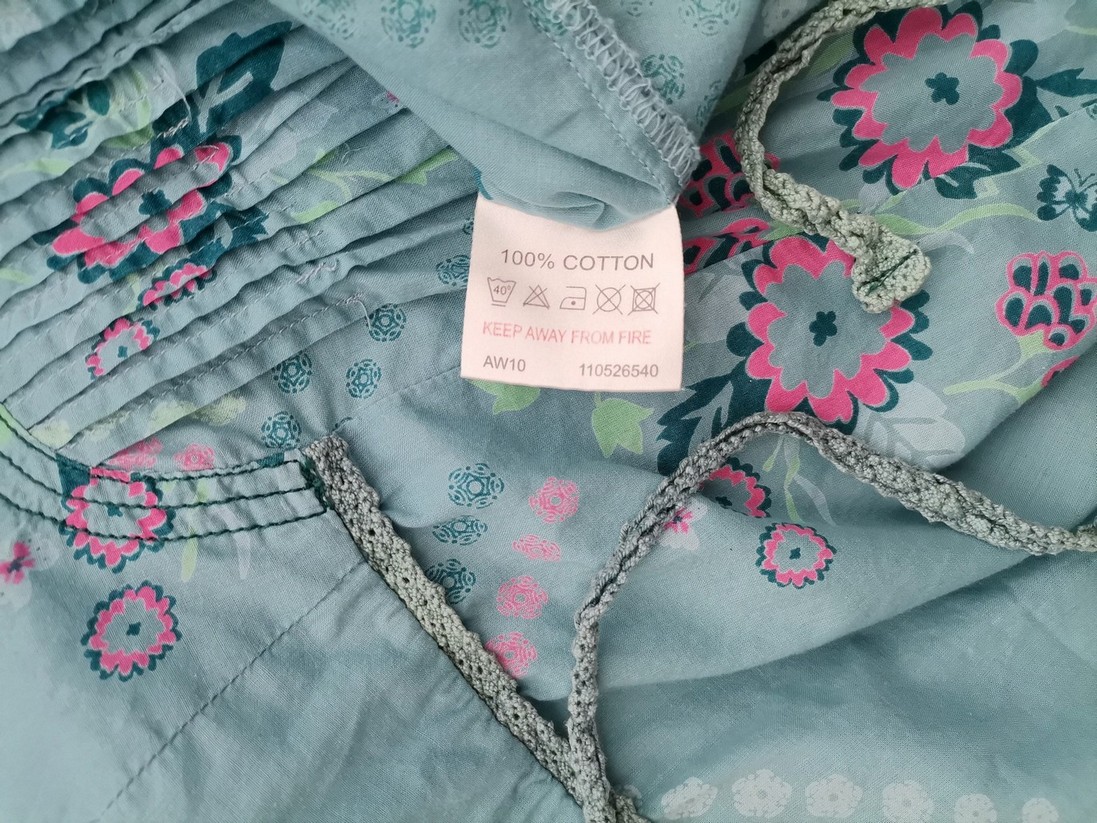 100% COTTON
40°
KEEP AWAY FROM FIRE
AW10 110526540